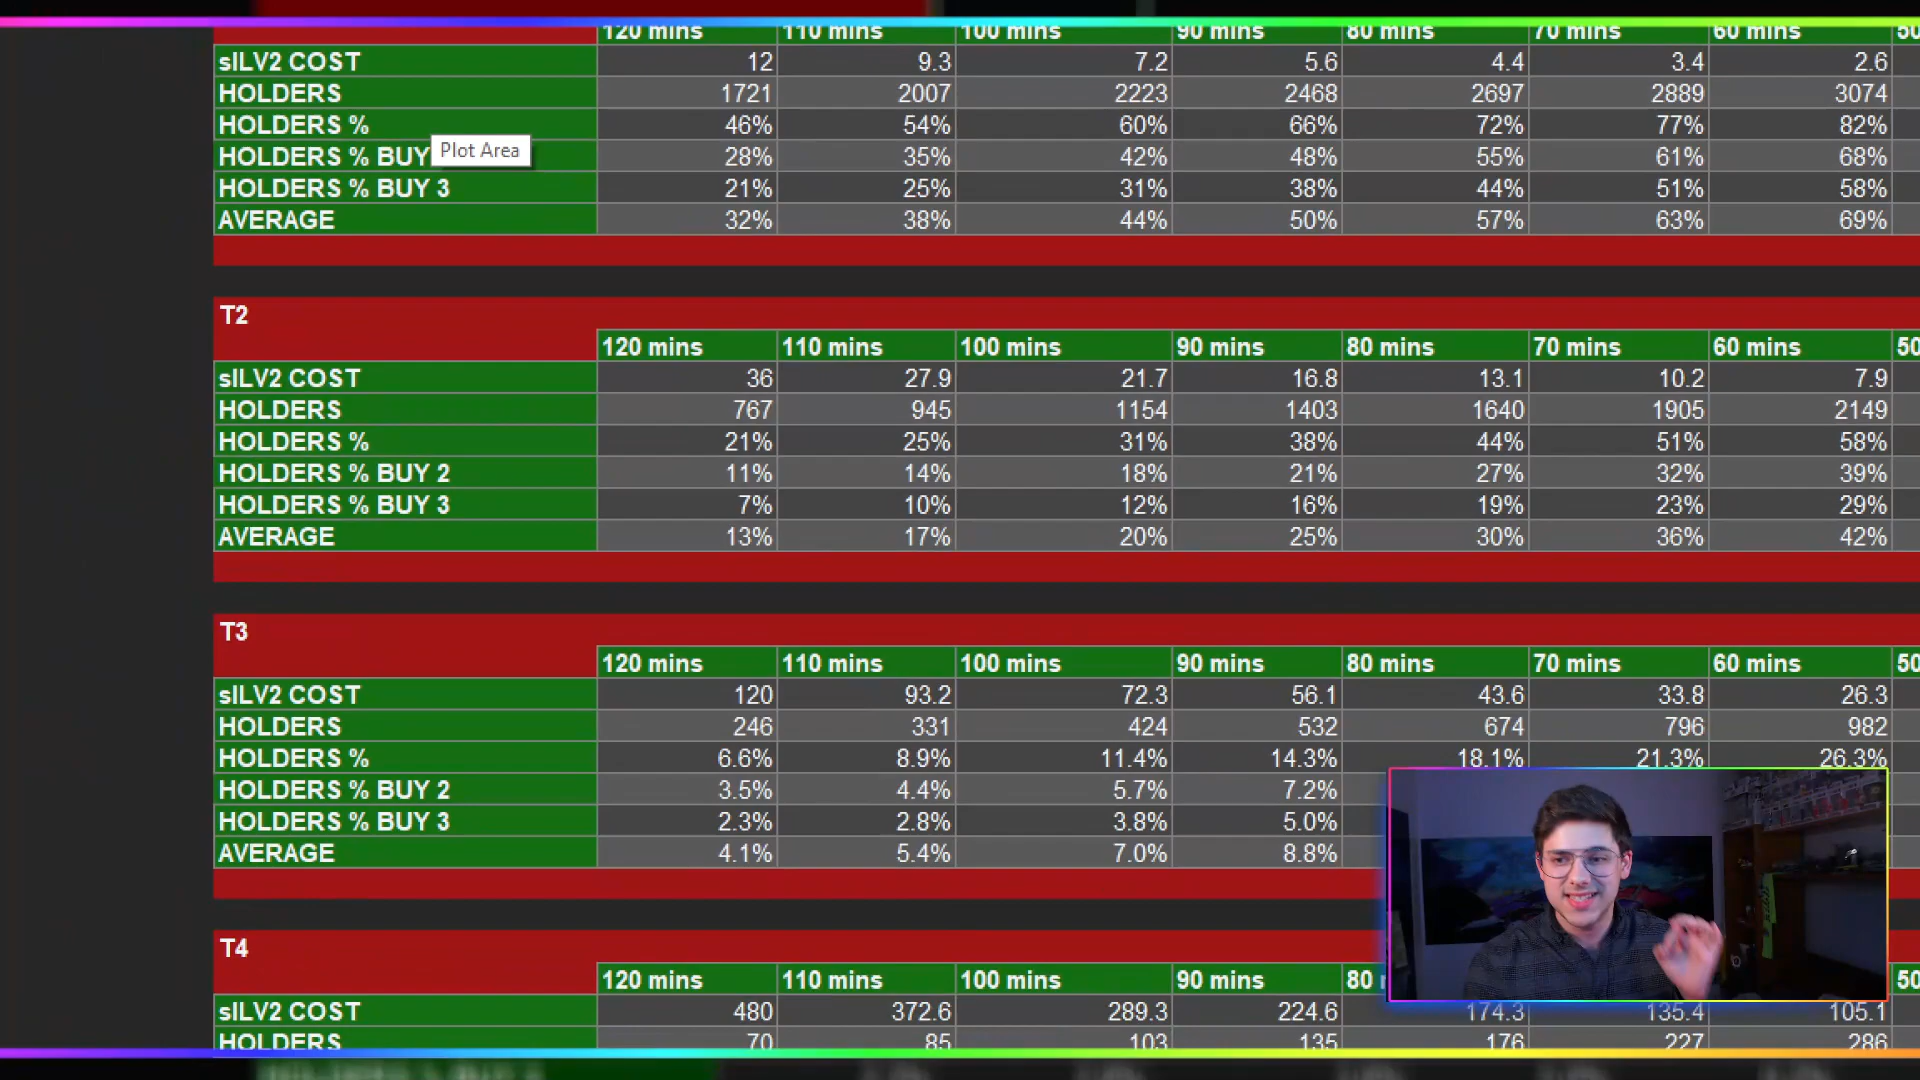 120 mins 110 mins 100 mins 90 mins 80 mins 70 mins 60 mins 50
sILV2 COST 12 9.3 7.2 5.6 4.4 3.4 2.6
HOLDERS 1721 2007 2223 2468 2697 2889 3074
HOLDERS % 46% 54% 60% 66% 72% 77% 82%
HOLDERS % BUY 28% 35% 42% 48% 55% 61% 68%
Plot Area
HOLDERS % BUY 3 21% 25% 31% 38% 44% 51% 58%
AVERAGE 32% 38% 44% 50% 57% 63% 69%
T2
120 mins 110 mins 100 mins 90 mins 80 mins 70 mins 60 mins 50
sILV2 COST 36 27.9 21.7 16.8 13.1 10.2 7.9
HOLDERS 767 945 1154 1403 1640 1905 2149
HOLDERS % 21% 25% 31% 38% 44% 51% 58%
HOLDERS % BUY 2 11% 14% 18% 21% 27% 32% 39%
HOLDERS % BUY 3 7% 10% 12% 16% 19% 23% 29%
AVERAGE 13% 17% 20% 25% 30% 36% 42%
T3
120 mins 110 mins 100 mins 90 mins 80 mins 70 mins 60 mins 50
sILV2 COST 120 93.2 72.3 56.1 43.6 33.8 26.3
HOLDERS 246 331 424 532 674 796 982
HOLDERS % 6.6% 8.9% 11.4% 14.3% 18.1% 21.3% 26.3%
HOLDERS % BUY 2 3.5% 4.4% 5.7% 7.2%
HOLDERS % BUY 3 2.3% 2.8% 3.8% 5.0%
AVERAGE 4.1% 5.4% 7.0% 8.8%
T4
120 mins 110 mins 100 mins 90 mins 80 50
sILV2 COST 480 372.6 289.3 224.6 174.3 135.4 105.1
HOLDERS 70 85 103 135 176 227 286